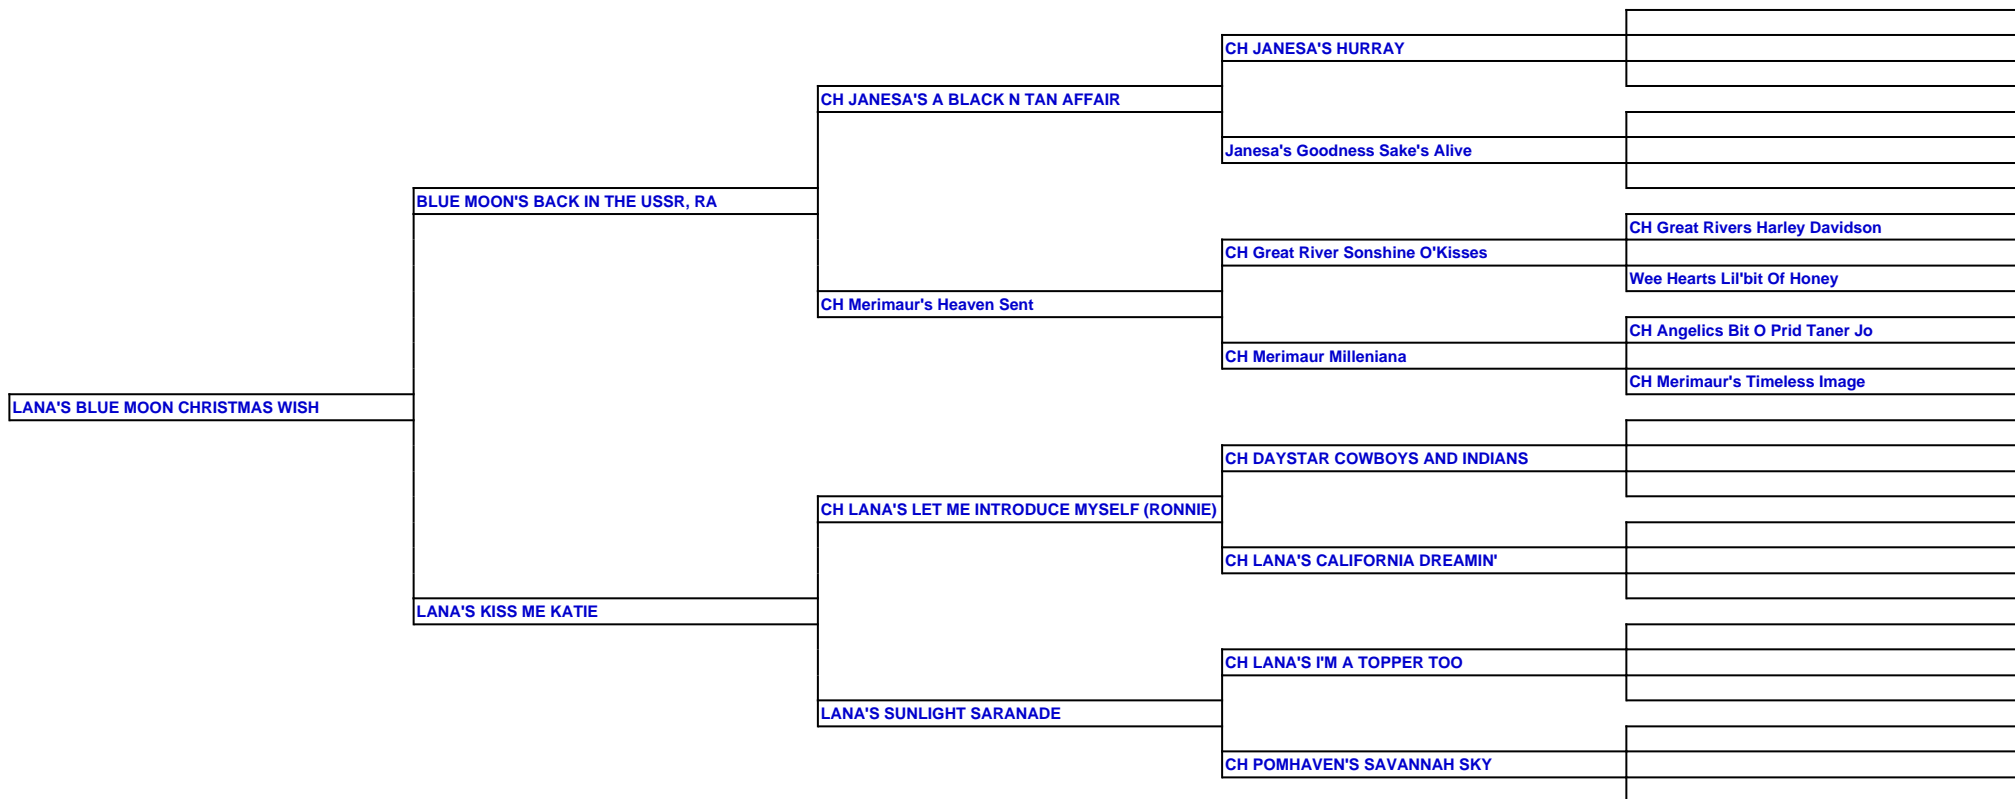 CH JANESA'S HURRAY
CH JANESA'S A BLACK N TAN AFFAIR
Janesa's Goodness Sake's Alive
BLUE MOON'S BACK IN THE USSR, RA
CH Great Rivers Harley Davidson
CH Great River Sonshine O'Kisses
Wee Hearts Lil'bit Of Honey
CH Merimaur's Heaven Sent
CH Angelics Bit O Prid Taner Jo
CH Merimaur Milleniana
CH Merimaur's Timeless Image
LANA'S BLUE MOON CHRISTMAS WISH
CH DAYSTAR COWBOYS AND INDIANS
CH LANA'S LET ME INTRODUCE MYSELF (RONNIE)
CH LANA'S CALIFORNIA DREAMIN'
LANA'S KISS ME KATIE
CH LANA'S I'M A TOPPER TOO
LANA'S SUNLIGHT SARANADE
CH POMHAVEN'S SAVANNAH SKY